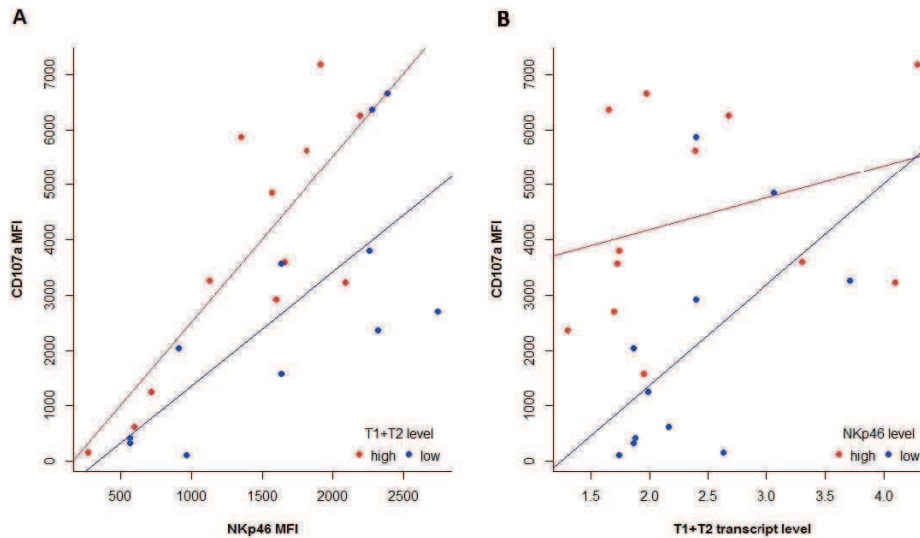 A
CD107a MFI
7000
6000
5000
4000
3000
2000
1000
0
T1+T2 level
high low
500 1000 1500 2000 2500
NKp46 MFI
B
CD107a MFI
7000
6000
5000
4000
3000
2000
1000
0
NKp46 level
high low
1.5 2.0 2.5 3.0 3.5 4.0
T1+T2 transcript level